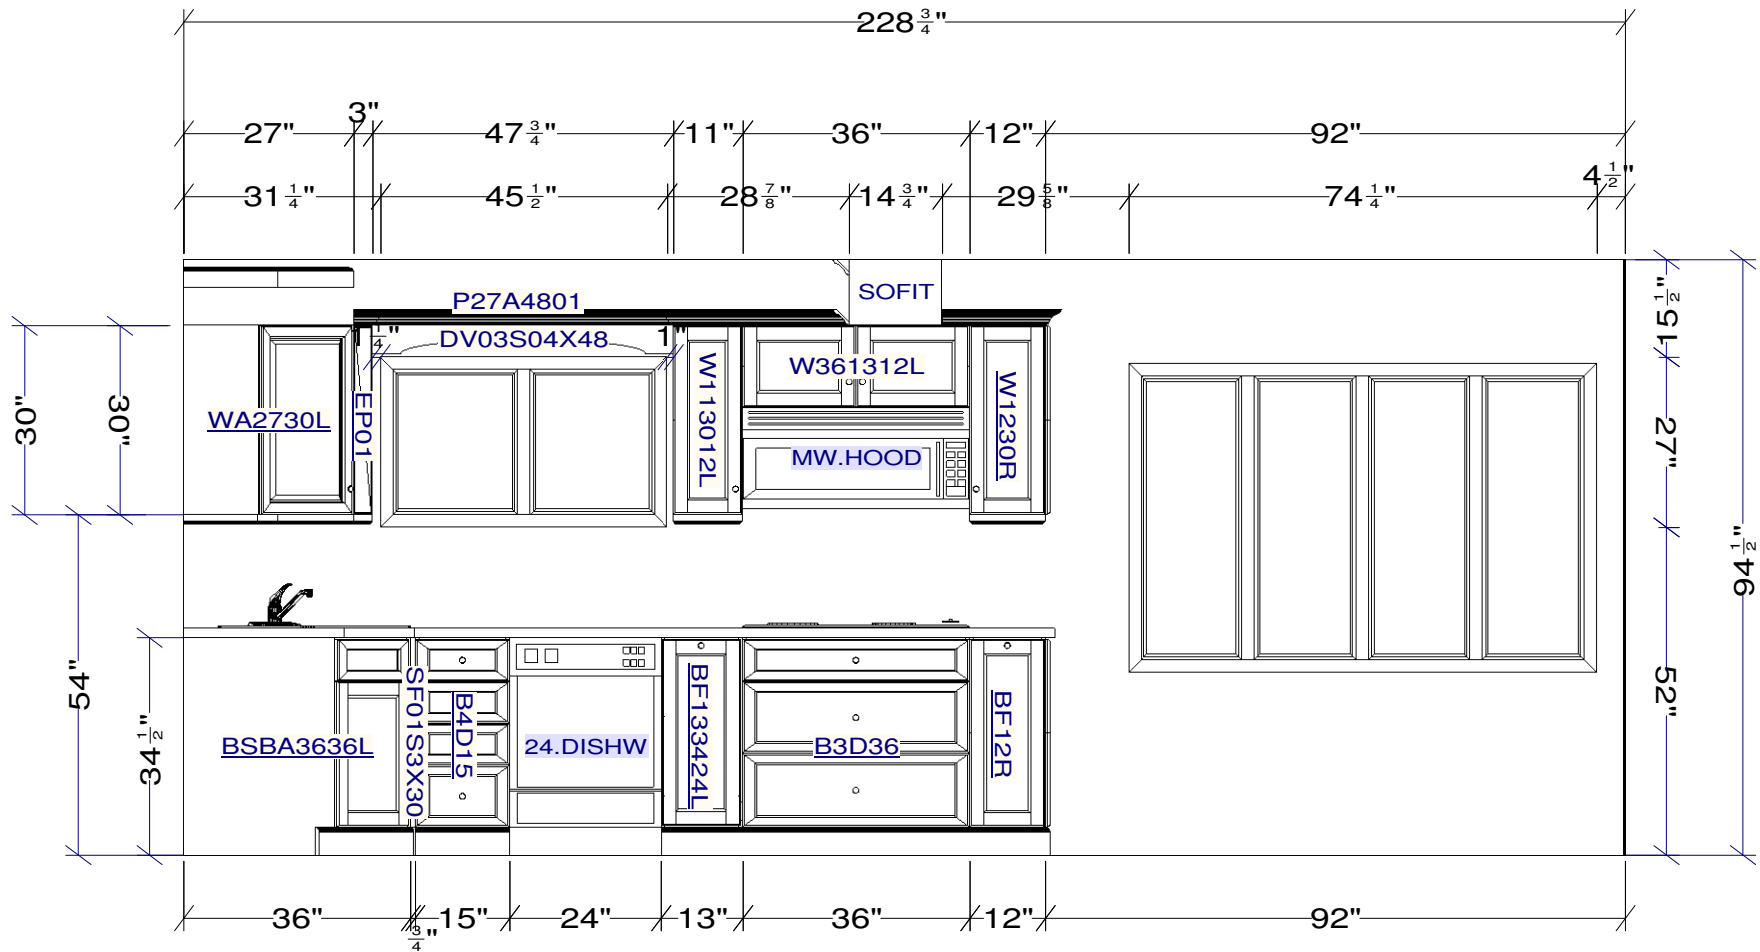 228 3/4"
3"
27" 47 3/4" 11" 36" 12" 92"
4 1/2"
31 1/4" 45 1/2" 28 7/8" 14 3/4" 29 5/8" 74 1/4"
SOFIT
P27A4801
1/4" DV03S04X48 1"
W361312L
WA2730L
EP01
W113012L
MW.HOOD
W1230R
30"
30"
15 1/2"
27"
94 1/2"
54"
34 1/2"
52"
BSBA3636L
SF01S3X30
B4D15
24.DISHW
BF133424L
B3D36
BF12R
36" 15" 24" 13" 36" 12" 92"
3/4"